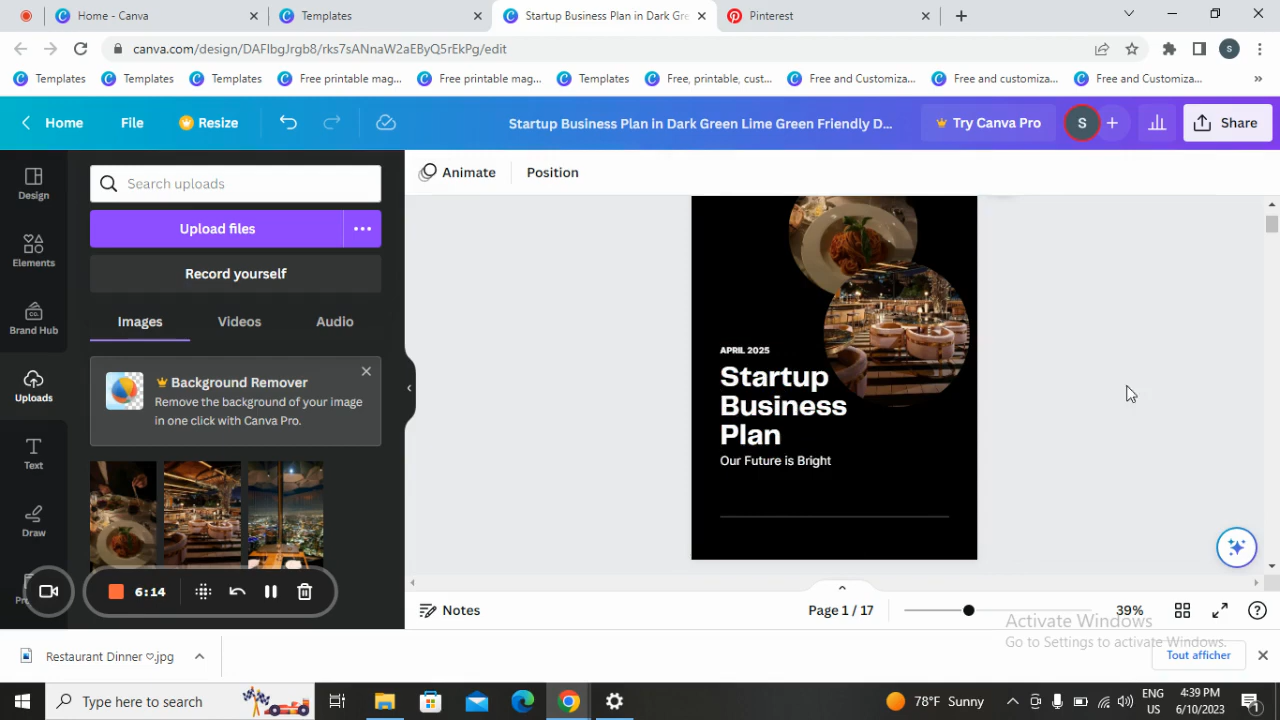 Home - Canva
Templates
Startup Business Plan in Dark Gre
Pinterest
canva.com/design/DAFlbgJrgb8/rks7sANnaW2aEByQ5rEkPg/edit
S
Templates
Templates
Templates
Free printable mag...
Free printable mag...
Templates
Free, printable, cust...
Free and Customiza...
Free and customiza...
Free and Customiza...
Home
File
Resize
Startup Business Plan in Dark Green Lime Green Friendly D...
Try Canva Pro
S
Share
Design
Elements
Brand Hub
Uploads
Text
Draw
Search uploads
Upload files
Record yourself
Images
Videos
Audio
Background Remover
Remove the background of your image
in one click with Canva Pro.
Animate
Position
APRIL 2025
Startup
Business
Plan
Our Future is Bright
6:14
Notes
Page 1 / 17
39%
Activate Windows
Go to Settings to activate Windows.
Restaurant Dinner ♡.jpg
Tout afficher
Type here to search
78°F Sunny
ENG
US
4:39 PM
6/10/2023
1